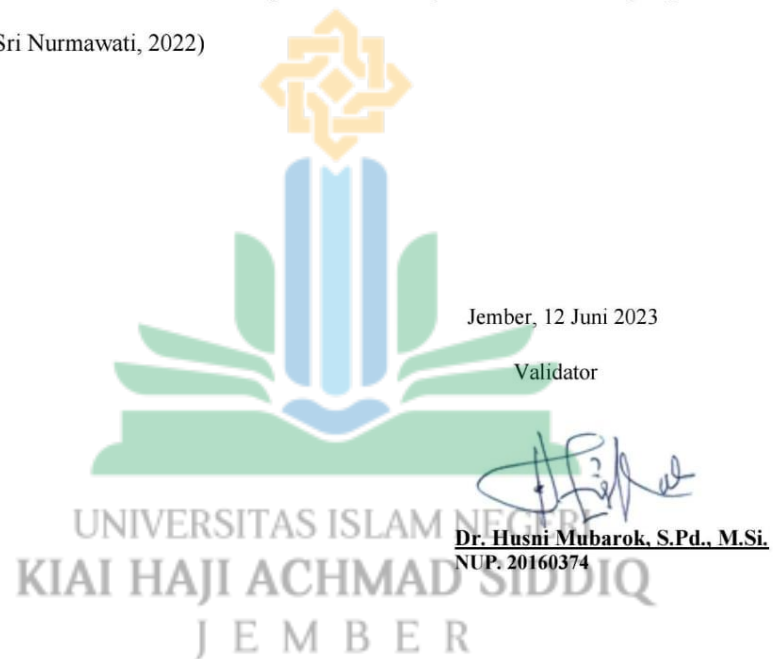 Sri Nurmawati, 2022)
Jember, 12 Juni 2023
Validator
Dr. Husni Mubarok, S.Pd., M.Si.
NUP. 20160374
UNIVERSITAS ISLAM NEGERI
KIAI HAJI ACHMAD SIDDIQ
JEMBER